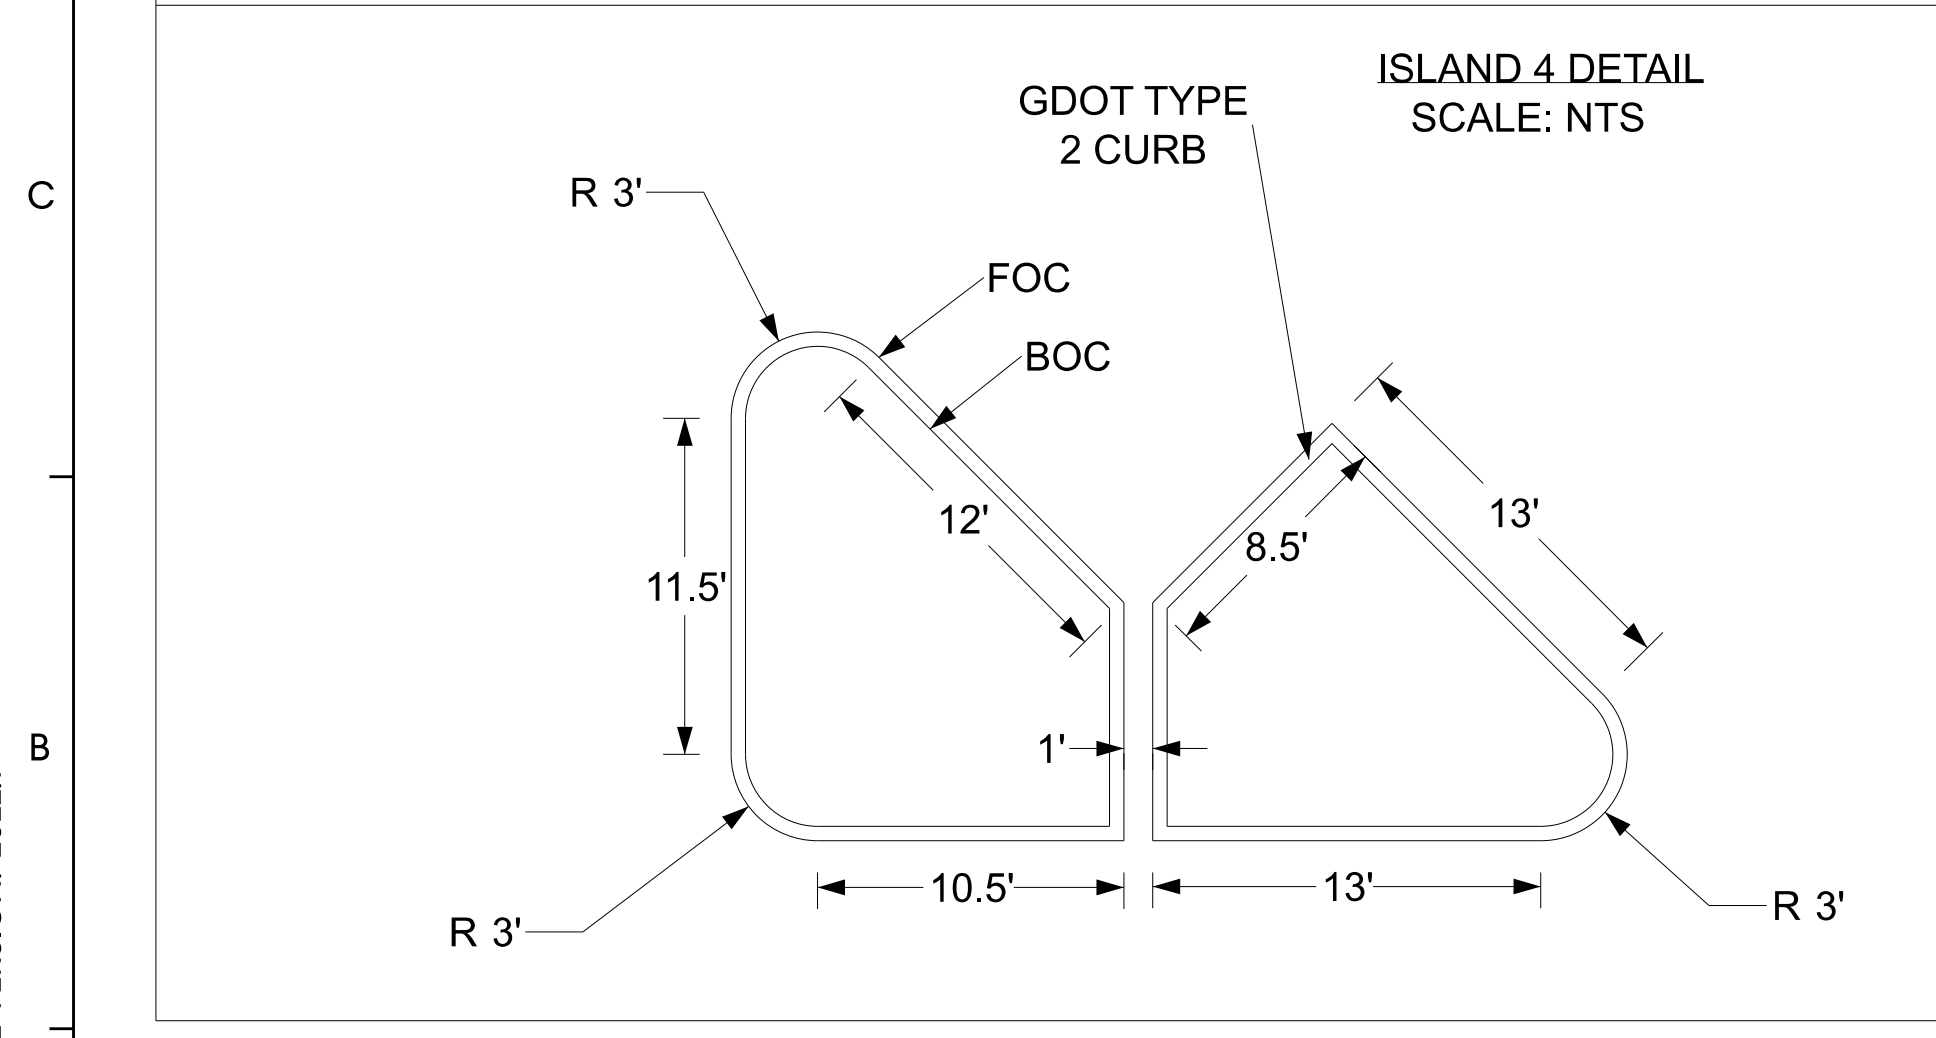 ISLAND 4 DETAIL
SCALE: NTS
GDOT TYPE
2 CURB
C
R 3'
FOC
BOC
13'
12'
8.5'
11.5'
B
1'
10.5'
13'
R 3'
R 3'